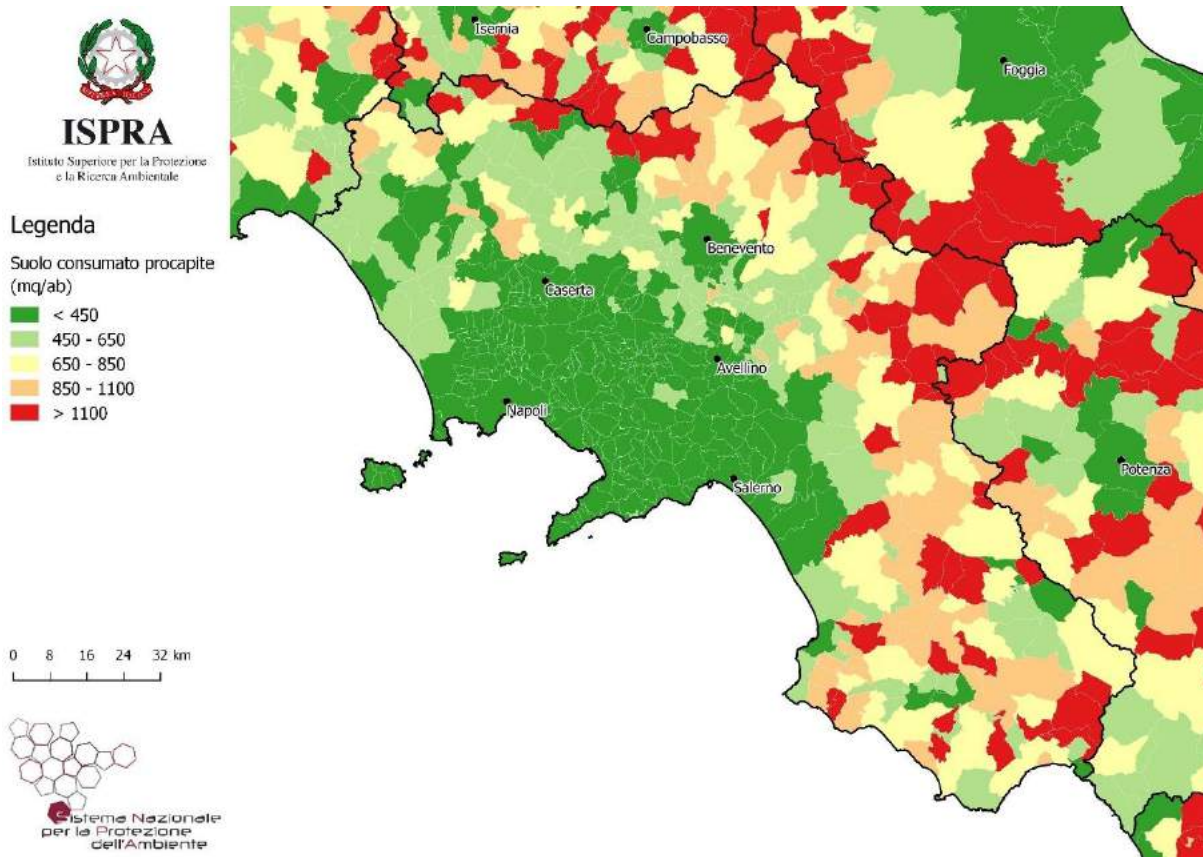 ISPRA
Istituto Superiore per la Protezione
e la Ricerca Ambientale
Legenda
Suolo consumato procapite
(mq/ab)
< 450
450 - 650
650 - 850
850 - 1100
> 1100
0 8 16 24 32 km
Sistema Nazionale
per la Protezione
dell'Ambiente
Isernia
Campobasso
Foggia
Benevento
Caserta
Avellino
Napoli
Salerno
Potenza